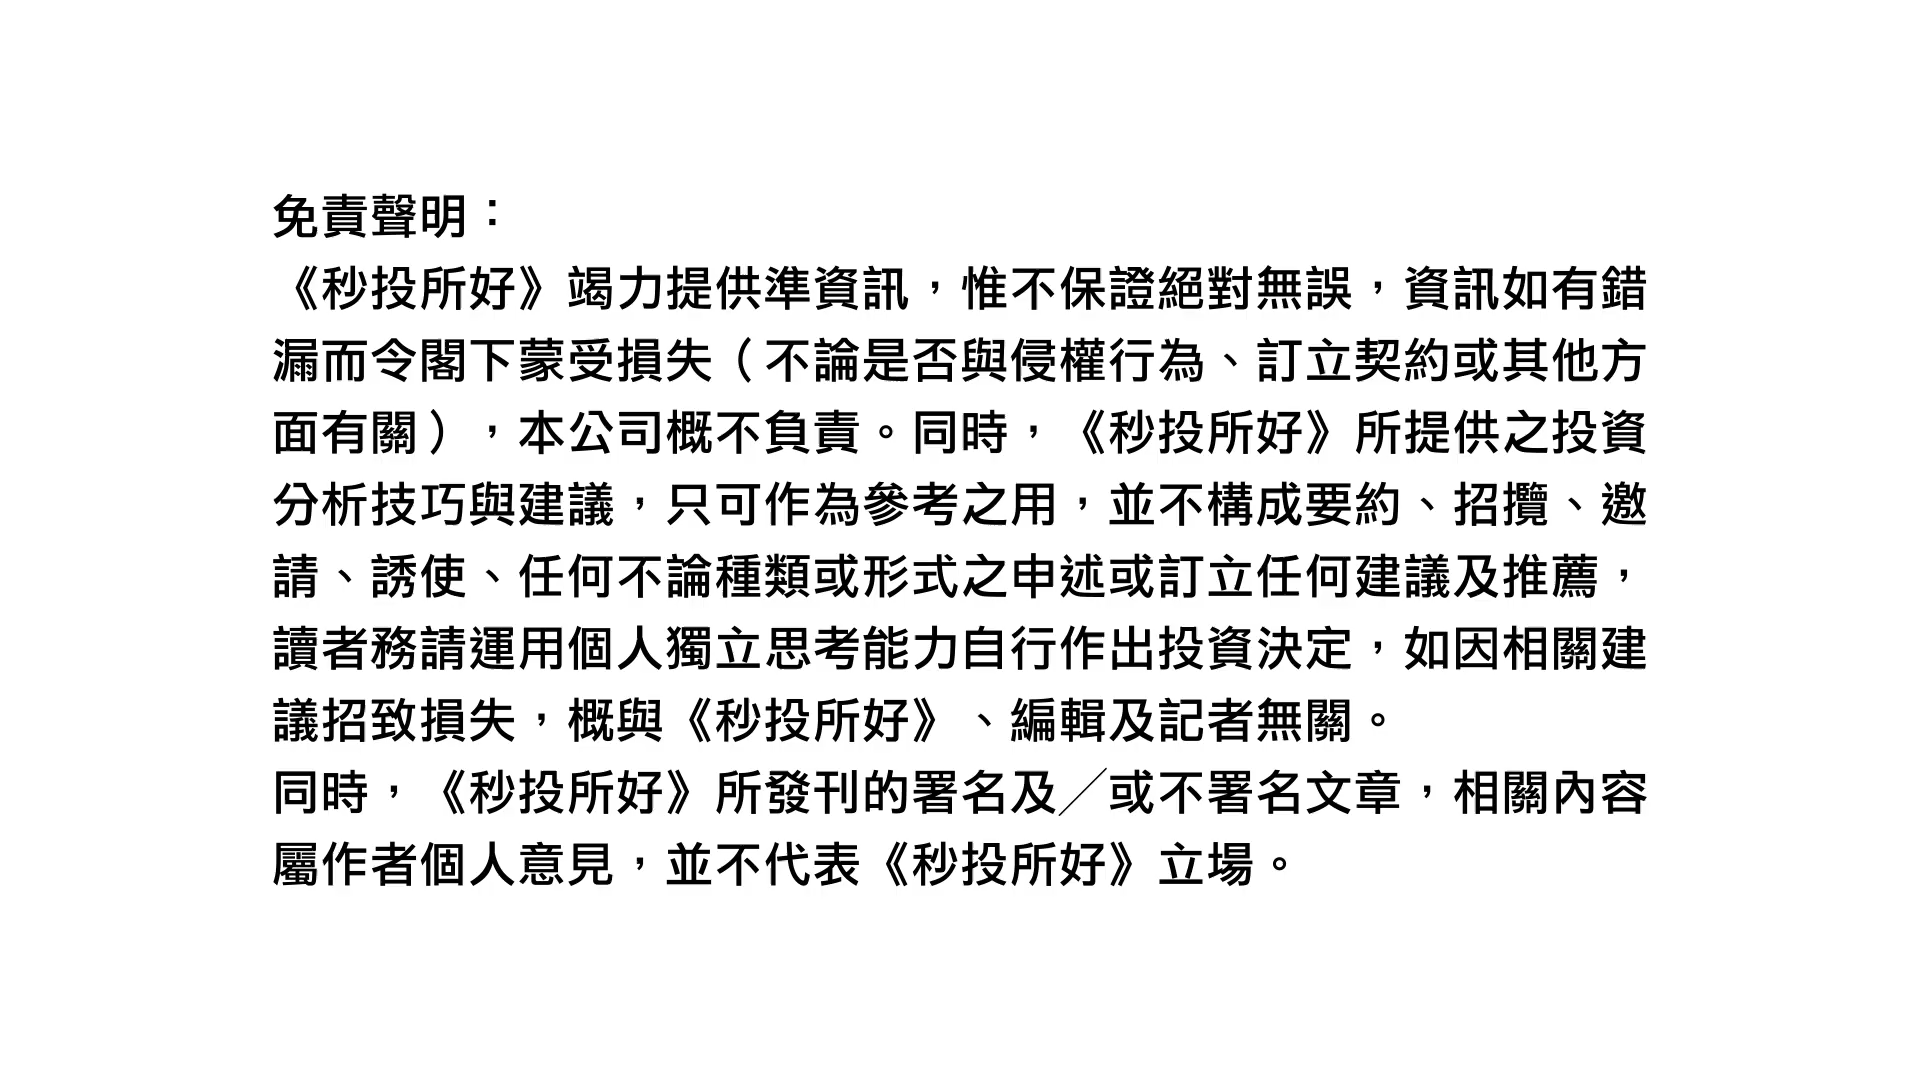 免責聲明：
《秒投所好》竭力提供準資訊，惟不保證絕對無誤，資訊如有錯
漏而令閣下蒙受損失（不論是否與侵權行為、訂立契約或其他方
面有關），本公司概不負責。同時，《秒投所好》所提供之投資
分析技巧與建議，只可作為參考之用，並不構成要約、招攬、邀
請、誘使、任何不論種類或形式之申述或訂立任何建議及推薦，
讀者務請運用個人獨立思考能力自行作出投資決定，如因相關建
議招致損失，概與《秒投所好》、編輯及記者無關。
同時，《秒投所好》所發刊的署名及／或不署名文章，相關內容
屬作者個人意見，並不代表《秒投所好》立場。